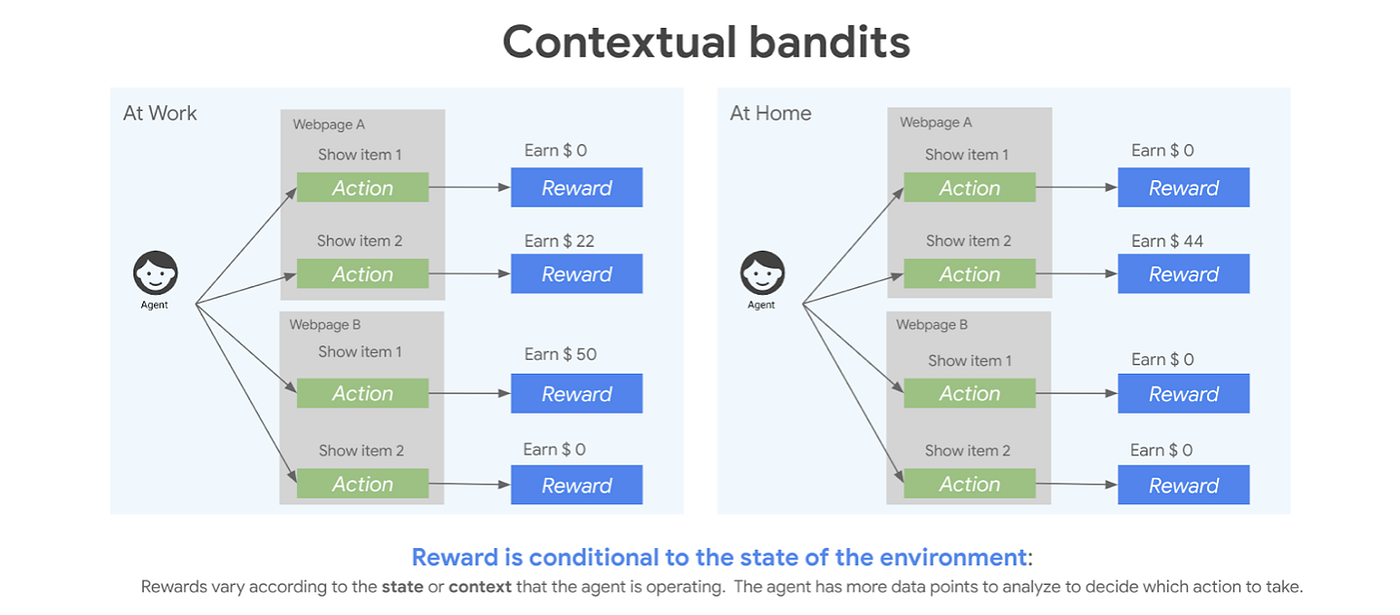 Contextual bandits
At Work
Webpage A
Show item 1
Action
Earn $ 0
Reward
Show item 2
Action
Earn $ 22
Reward
Agent
Webpage B
Show item 1
Action
Earn $ 50
Reward
Show item 2
Action
Earn $ 0
Reward
At Home
Webpage A
Show item 1
Action
Earn $ 0
Reward
Show item 2
Action
Earn $ 44
Reward
Agent
Webpage B
Show item 1
Action
Earn $ 0
Reward
Show item 2
Action
Earn $ 0
Reward
Reward is conditional to the state of the environment:
Rewards vary according to the state or context that the agent is operating. The agent has more data points to analyze to decide which action to take.